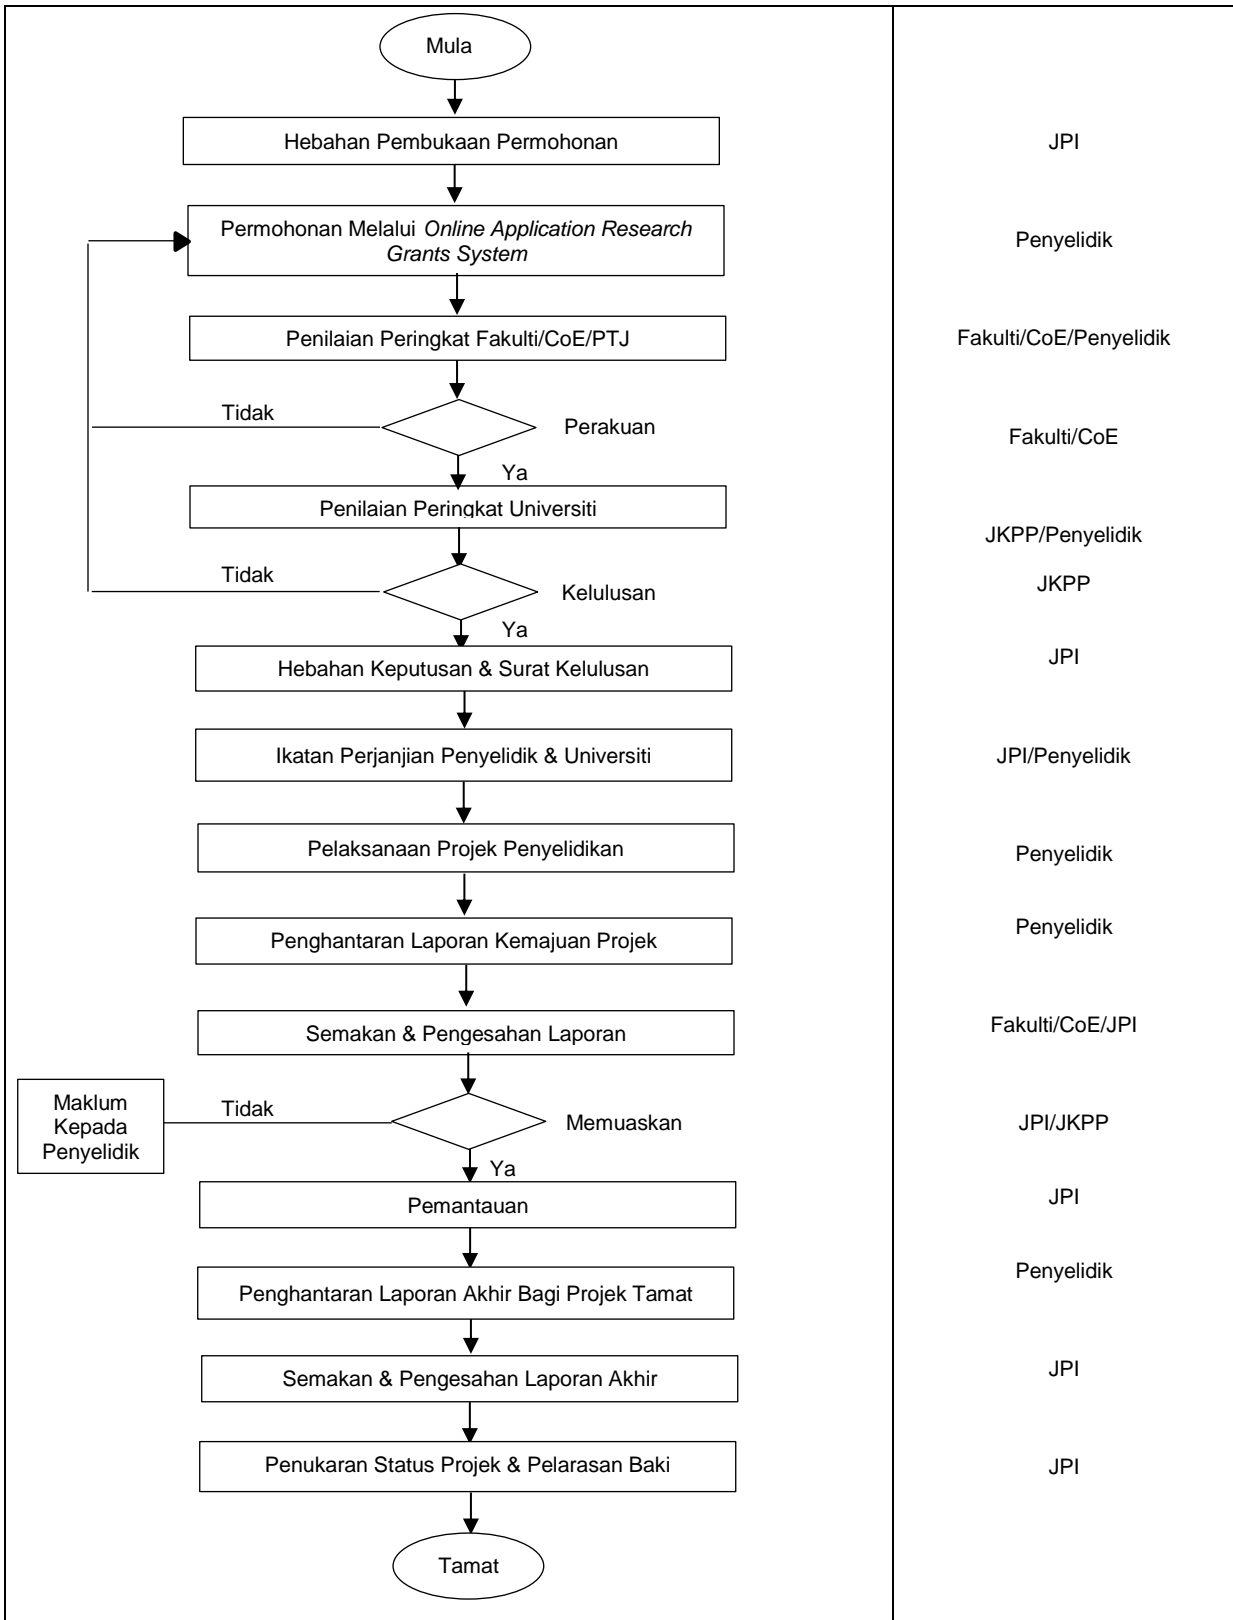 Mula
Hebahan Pembukaan Permohonan
JPI
Permohonan Melalui Online Application Research
Grants System
Penyelidik
Penilaian Peringkat Fakulti/CoE/PTJ
Fakulti/CoE/Penyelidik
Tidak
Perakuan
Fakulti/CoE
Ya
Penilaian Peringkat Universiti
JKPP/Penyelidik
Tidak
Kelulusan
JKPP
Ya
Hebahan Keputusan & Surat Kelulusan
JPI
Ikatan Perjanjian Penyelidik & Universiti
JPI/Penyelidik
Pelaksanaan Projek Penyelidikan
Penyelidik
Penghantaran Laporan Kemajuan Projek
Penyelidik
Semakan & Pengesahan Laporan
Fakulti/CoE/JPI
Maklum
Kepada
Penyelidik
Tidak
Memuaskan
JPI/JKPP
Ya
Pemantauan
JPI
Penghantaran Laporan Akhir Bagi Projek Tamat
Penyelidik
Semakan & Pengesahan Laporan Akhir
JPI
Penukaran Status Projek & Pelarasan Baki
JPI
Tamat